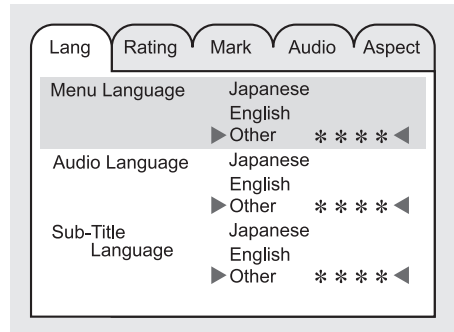 Lang Rating Mark Audio Aspect
Menu Language Japanese
English
▶Other ＊＊＊＊◀
Audio Language Japanese
English
▶Other ＊＊＊＊◀
Sub-Title Japanese
Language English
▶Other ＊＊＊＊◀